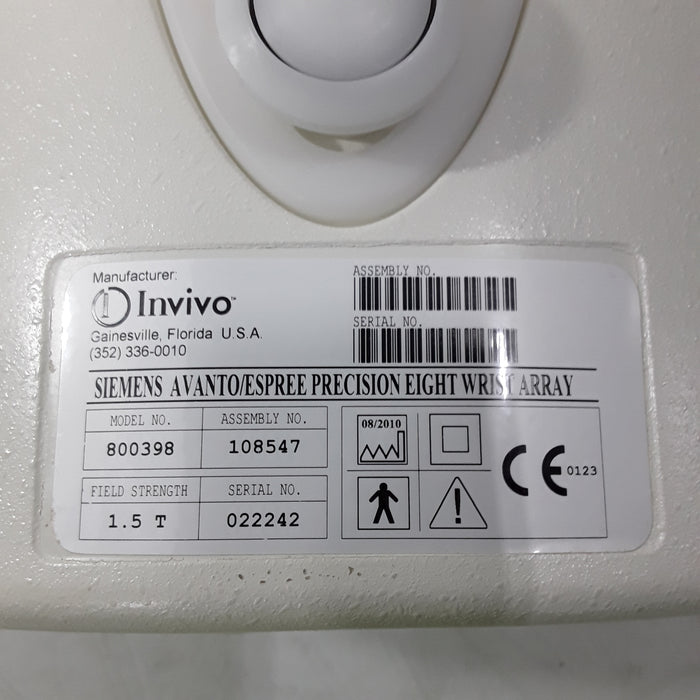 Manufacturer:
Invivo™
Gainesville, Florida U.S.A.
(352) 336-0010
ASSEMBLY NO.
SERIAL NO.
SIEMENS AVANTO/ESPREE PRECISION EIGHT WRIST ARRAY
MODEL NO. ASSEMBLY NO.
800398 108547
FIELD STRENGTH SERIAL NO.
1.5 T 022242
08/2010
CE 0123